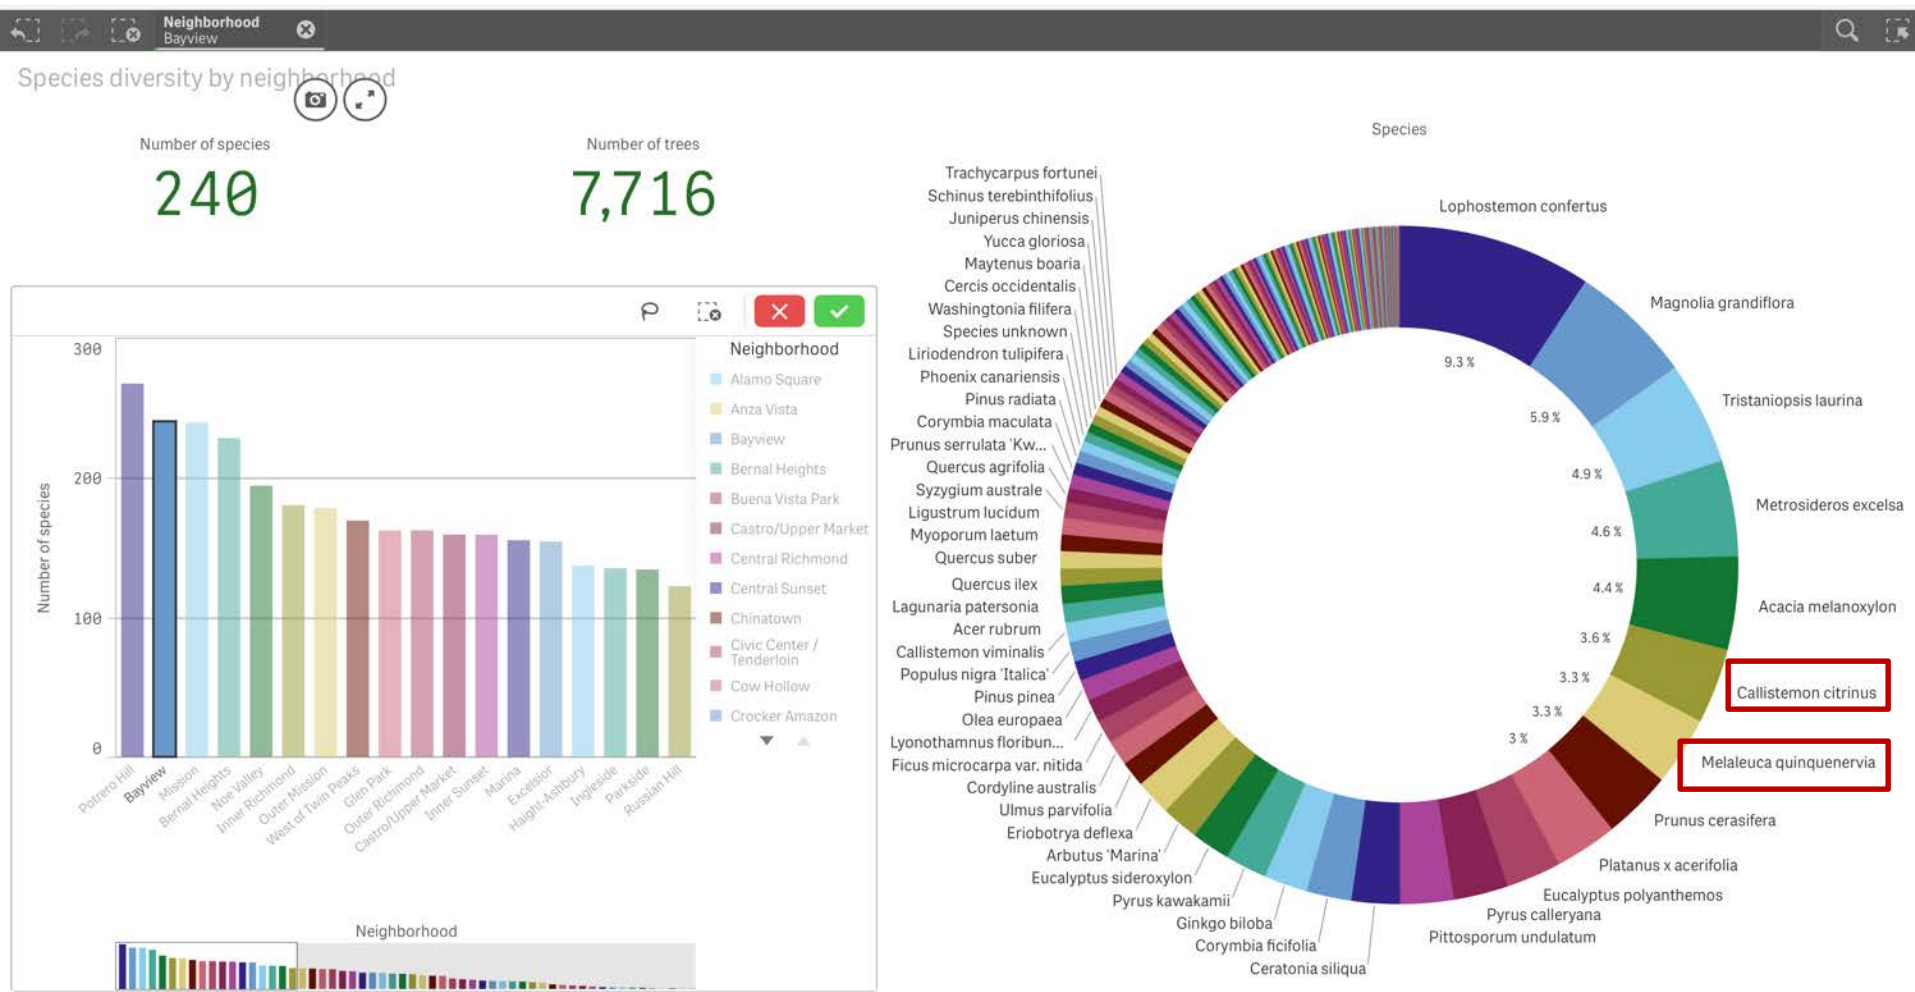 Neighborhood
Bayview
Species diversity by neighborhood
Number of species
240
Number of trees
7,716
300
200
100
0
Number of species
Potrero Hill
Bayview
Mission
Bernal Heights
Noe Valley
Inner Richmond
Outer Mission
West of Twin Peaks
Glen Park
Outer Richmond
Castro/Upper Market
Inner Sunset
Marina
Excelsior
Haight-Ashbury
Ingleside
Parkside
Russian Hill
Neighborhood
Neighborhood
Alamo Square
Anza Vista
Bayview
Bernal Heights
Buena Vista Park
Castro/Upper Market
Central Richmond
Central Sunset
Chinatown
Civic Center /
Tenderloin
Cow Hollow
Crocker Amazon
Species
Trachycarpus fortunei
Schinus terebinthifolius
Juniperus chinensis
Yucca gloriosa
Maytenus boaria
Cercis occidentalis
Washingtonia filifera
Species unknown
Liriodendron tulipifera
Phoenix canariensis
Pinus radiata
Corymbia maculata
Prunus serrulata 'Kw...
Quercus agrifolia
Syzygium australe
Ligustrum lucidum
Myoporum laetum
Quercus suber
Quercus ilex
Lagunaria patersonia
Acer rubrum
Callistemon viminalis
Populus nigra 'Italica'
Pinus pinea
Olea europaea
Lyonothamnus floribun...
Ficus microcarpa var. nitida
Cordyline australis
Ulmus parvifolia
Eriobotrya deflexa
Arbutus 'Marina'
Eucalyptus sideroxylon
Pyrus kawakamii
Ginkgo biloba
Corymbia ficifolia
Ceratonia siliqua
Lophostemon confertus
Magnolia grandiflora
Tristaniopsis laurina
Metrosideros excelsa
Acacia melanoxylon
Callistemon citrinus
Melaleuca quinquenervia
Prunus cerasifera
Platanus x acerifolia
Eucalyptus polyanthemos
Pyrus calleryana
Pittosporum undulatum
9.3 %
5.9 %
4.9 %
4.6 %
4.4 %
3.6 %
3.3 %
3.3 %
3 %